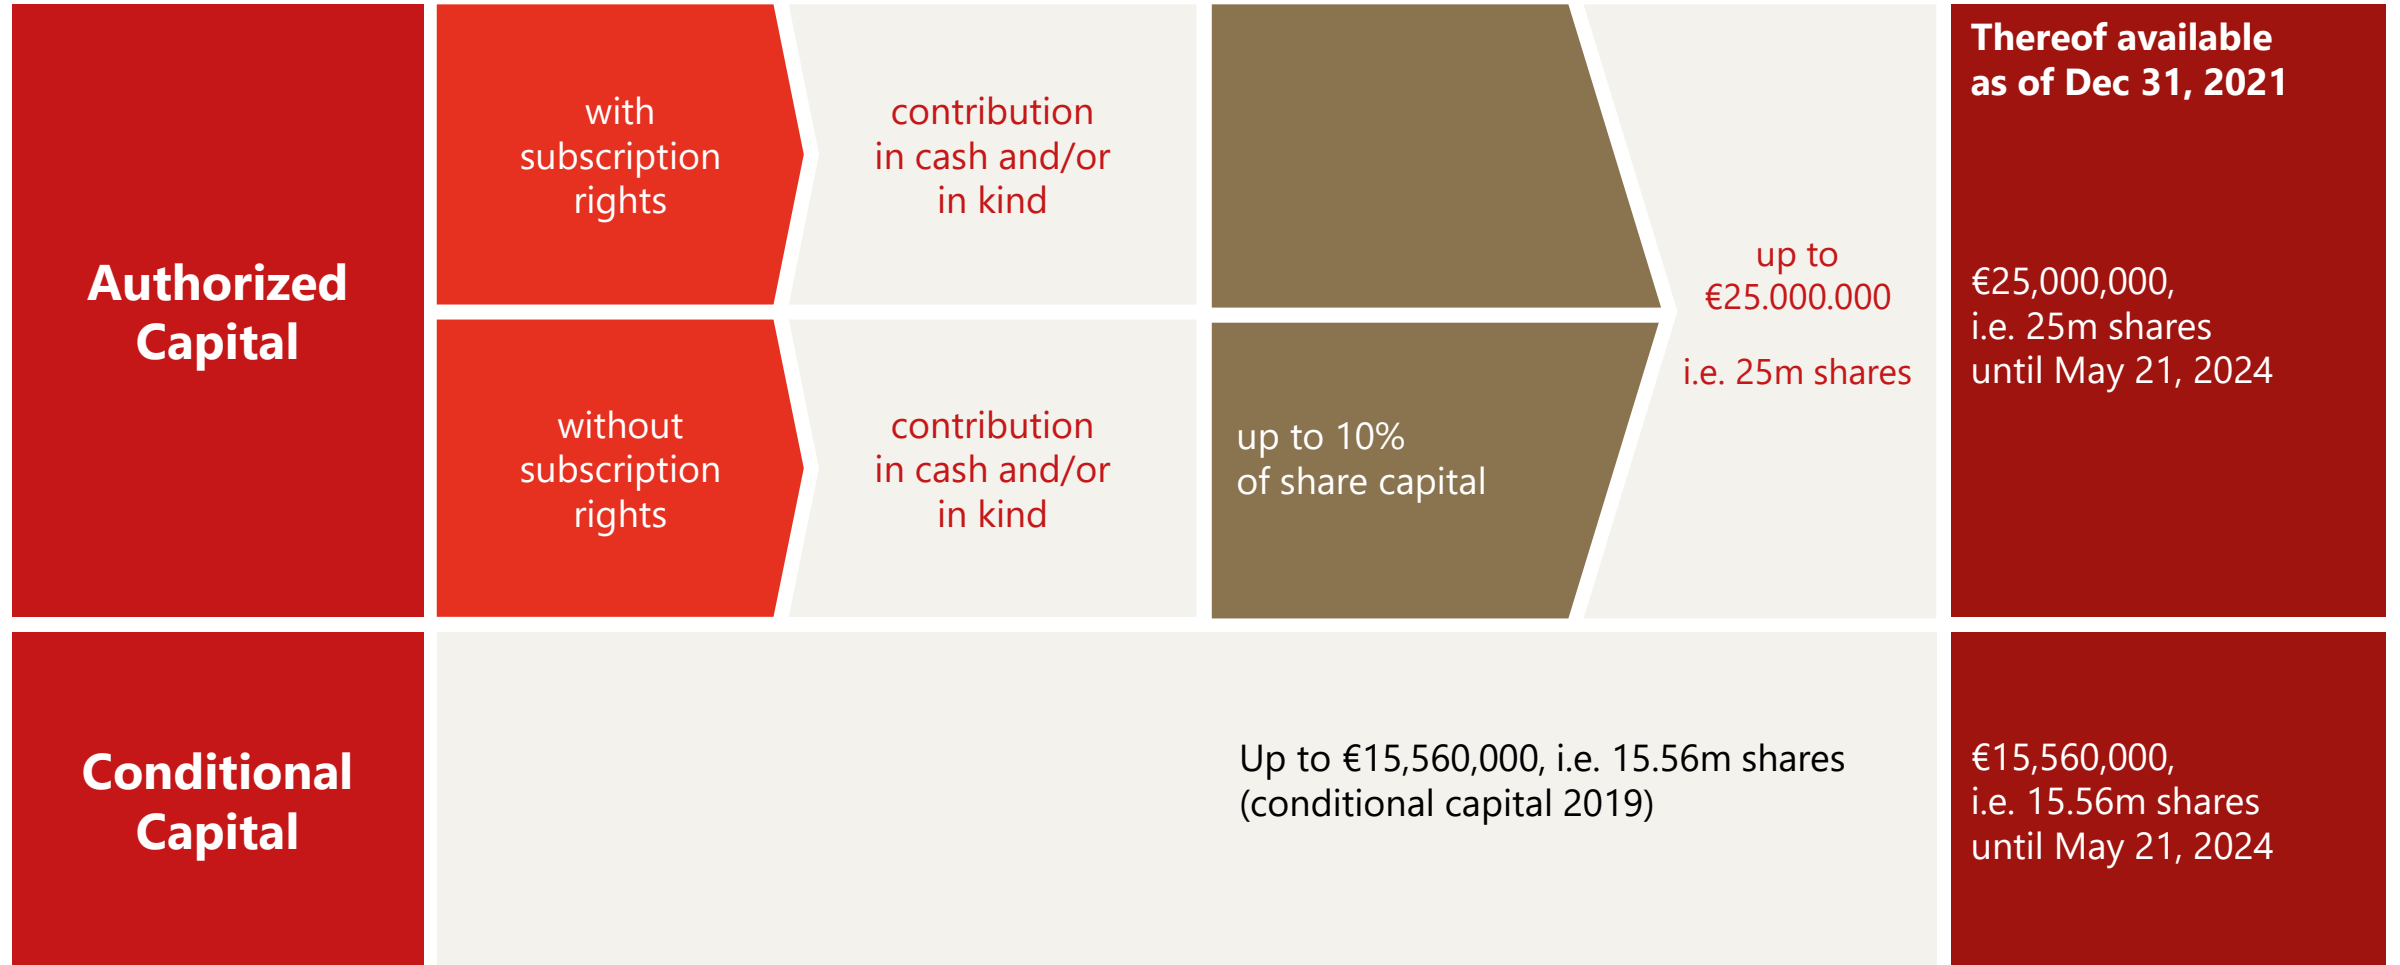 Authorized
Capital
with
subscription
rights
contribution
in cash and/or
in kind
without
subscription
rights
contribution
in cash and/or
in kind
up to 10%
of share capital
up to
€25.000.000
i.e. 25m shares
Thereof available
as of Dec 31, 2021
€25,000,000,
i.e. 25m shares
until May 21, 2024
Conditional
Capital
Up to €15,560,000, i.e. 15.56m shares
(conditional capital 2019)
€15,560,000,
i.e. 15.56m shares
until May 21, 2024